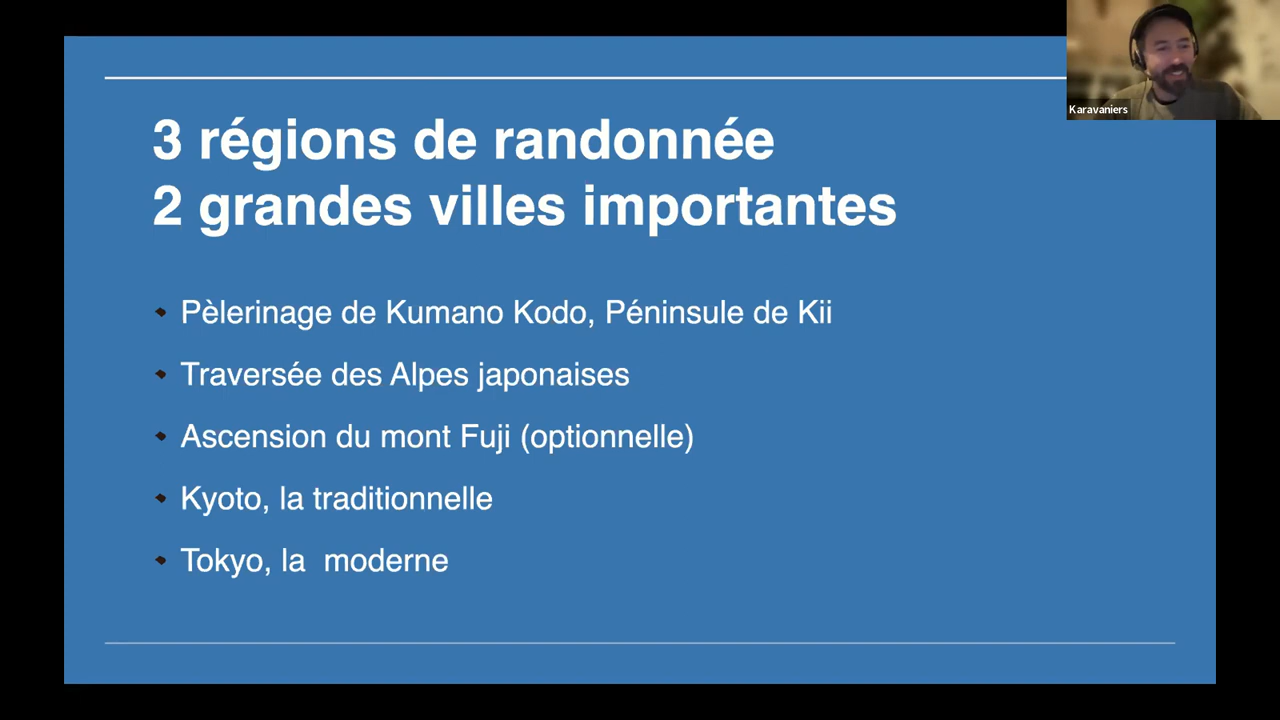 Karavaniers
3 régions de randonnée
2 grandes villes importantes
Pèlerinage de Kumano Kodo, Péninsule de Kii
Traversée des Alpes japonaises
Ascension du mont Fuji (optionnelle)
Kyoto, la traditionnelle
Tokyo, la  moderne